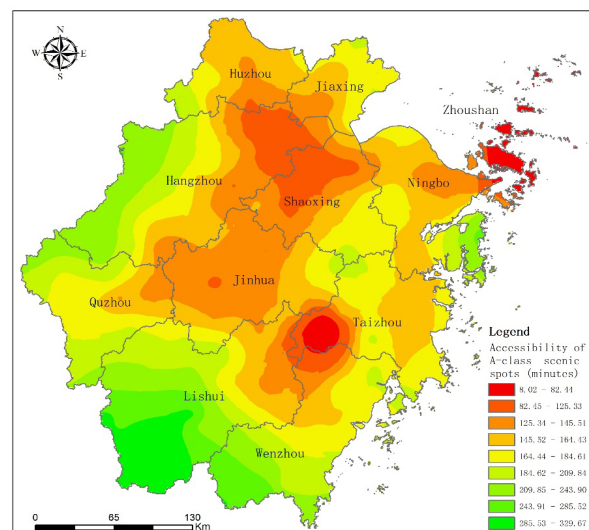 N
W E
S
Huzhou
Jiaxing
Zhoushan
Hangzhou
Ningbo
Shaoxing
Jinhua
Quzhou
Taizhou
Lishui
Wenzhou
Legend
Accessibility of
A-class scenic
spots (minutes)
8.02 - 82.44
82.45 - 125.33
125.34 - 145.51
145.52 - 164.43
164.44 - 184.61
184.62 - 209.84
209.85 - 243.90
243.91 - 285.52
285.53 - 329.67
0 65 130
Km